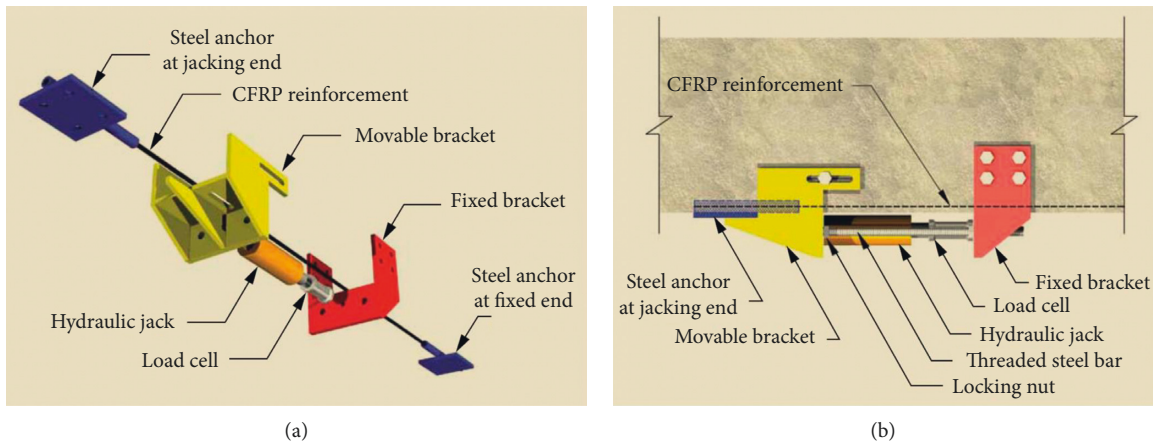 Steel anchor
at jacking end
CFRP reinforcement
Movable bracket
Fixed bracket
Steel anchor
at fixed end
Hydraulic jack
Load cell
(a)
CFRP reinforcement
Steel anchor
at jacking end
Movable bracket
Fixed bracket
Load cell
Hydraulic jack
Threaded steel bar
Locking nut
(b)